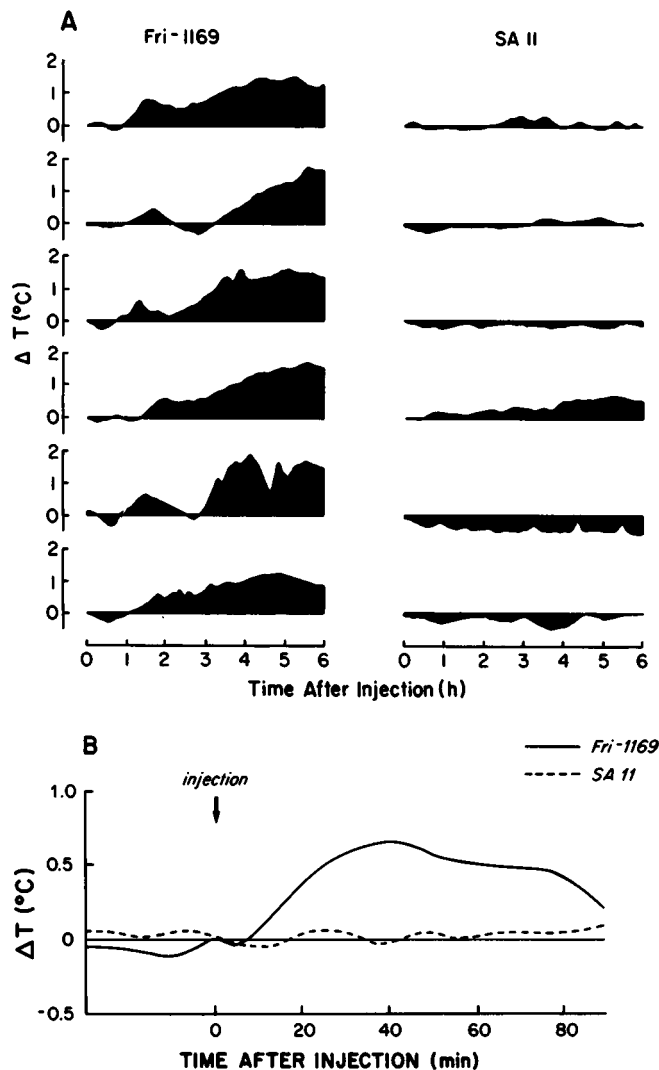 A
Fri-1169
SA 11
2
1
0
2
1
0
2
1
0
2
1
0
2
1
0
2
1
0
Δ T (°C)
0 1 2 3 4 5 6
0 1 2 3 4 5 6
Time After Injection (h)
B
Fri-1169
SA 11
injection
1.0
0.5
0
-0.5
Δ T (°C)
0 20 40 60 80
TIME AFTER INJECTION (min)